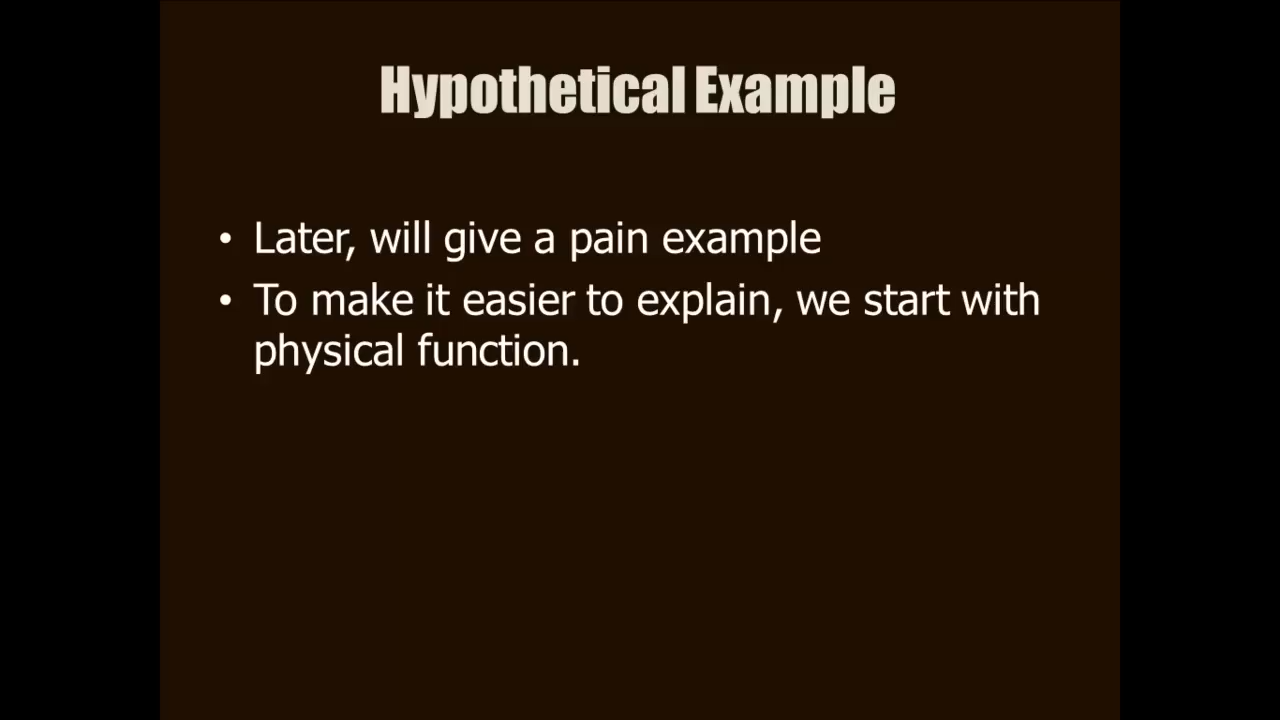 Hypothetical Example
• Later, will give a pain example
• To make it easier to explain, we start with
physical function.